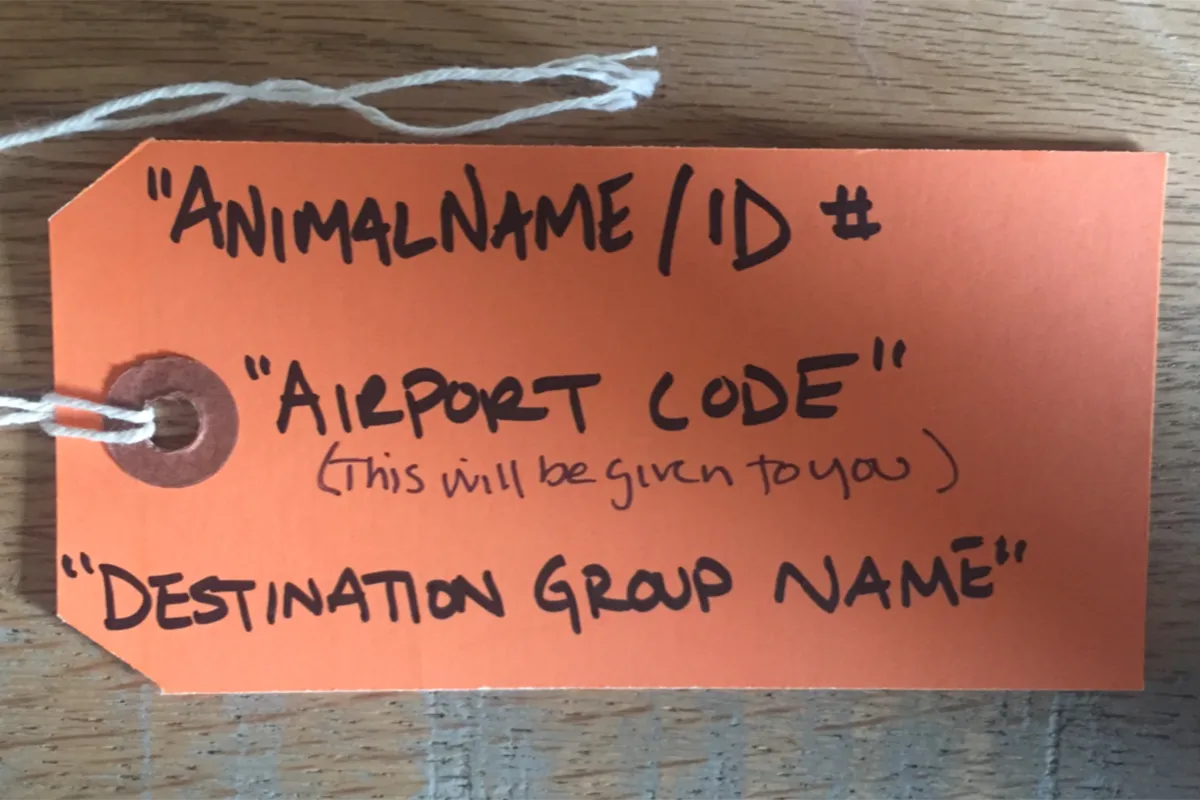 "ANIMALNAME/ID #
"AIRPORT CODE"
(This will be given to you)
"DESTINATION GROUP NAME"